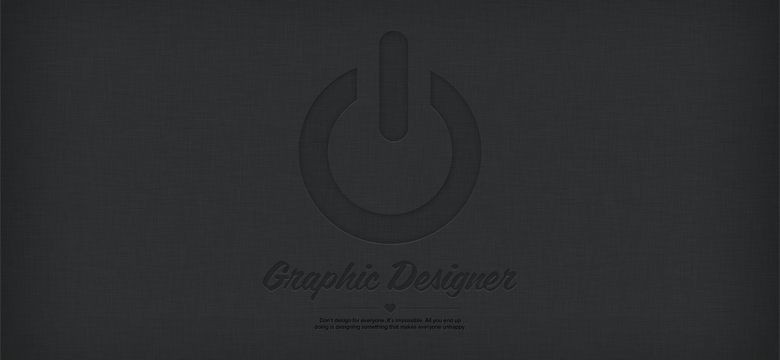 Graphic Designer
Don't design for everyone. It's impossible. All you end up
doing is designing something that makes everyone unhappy